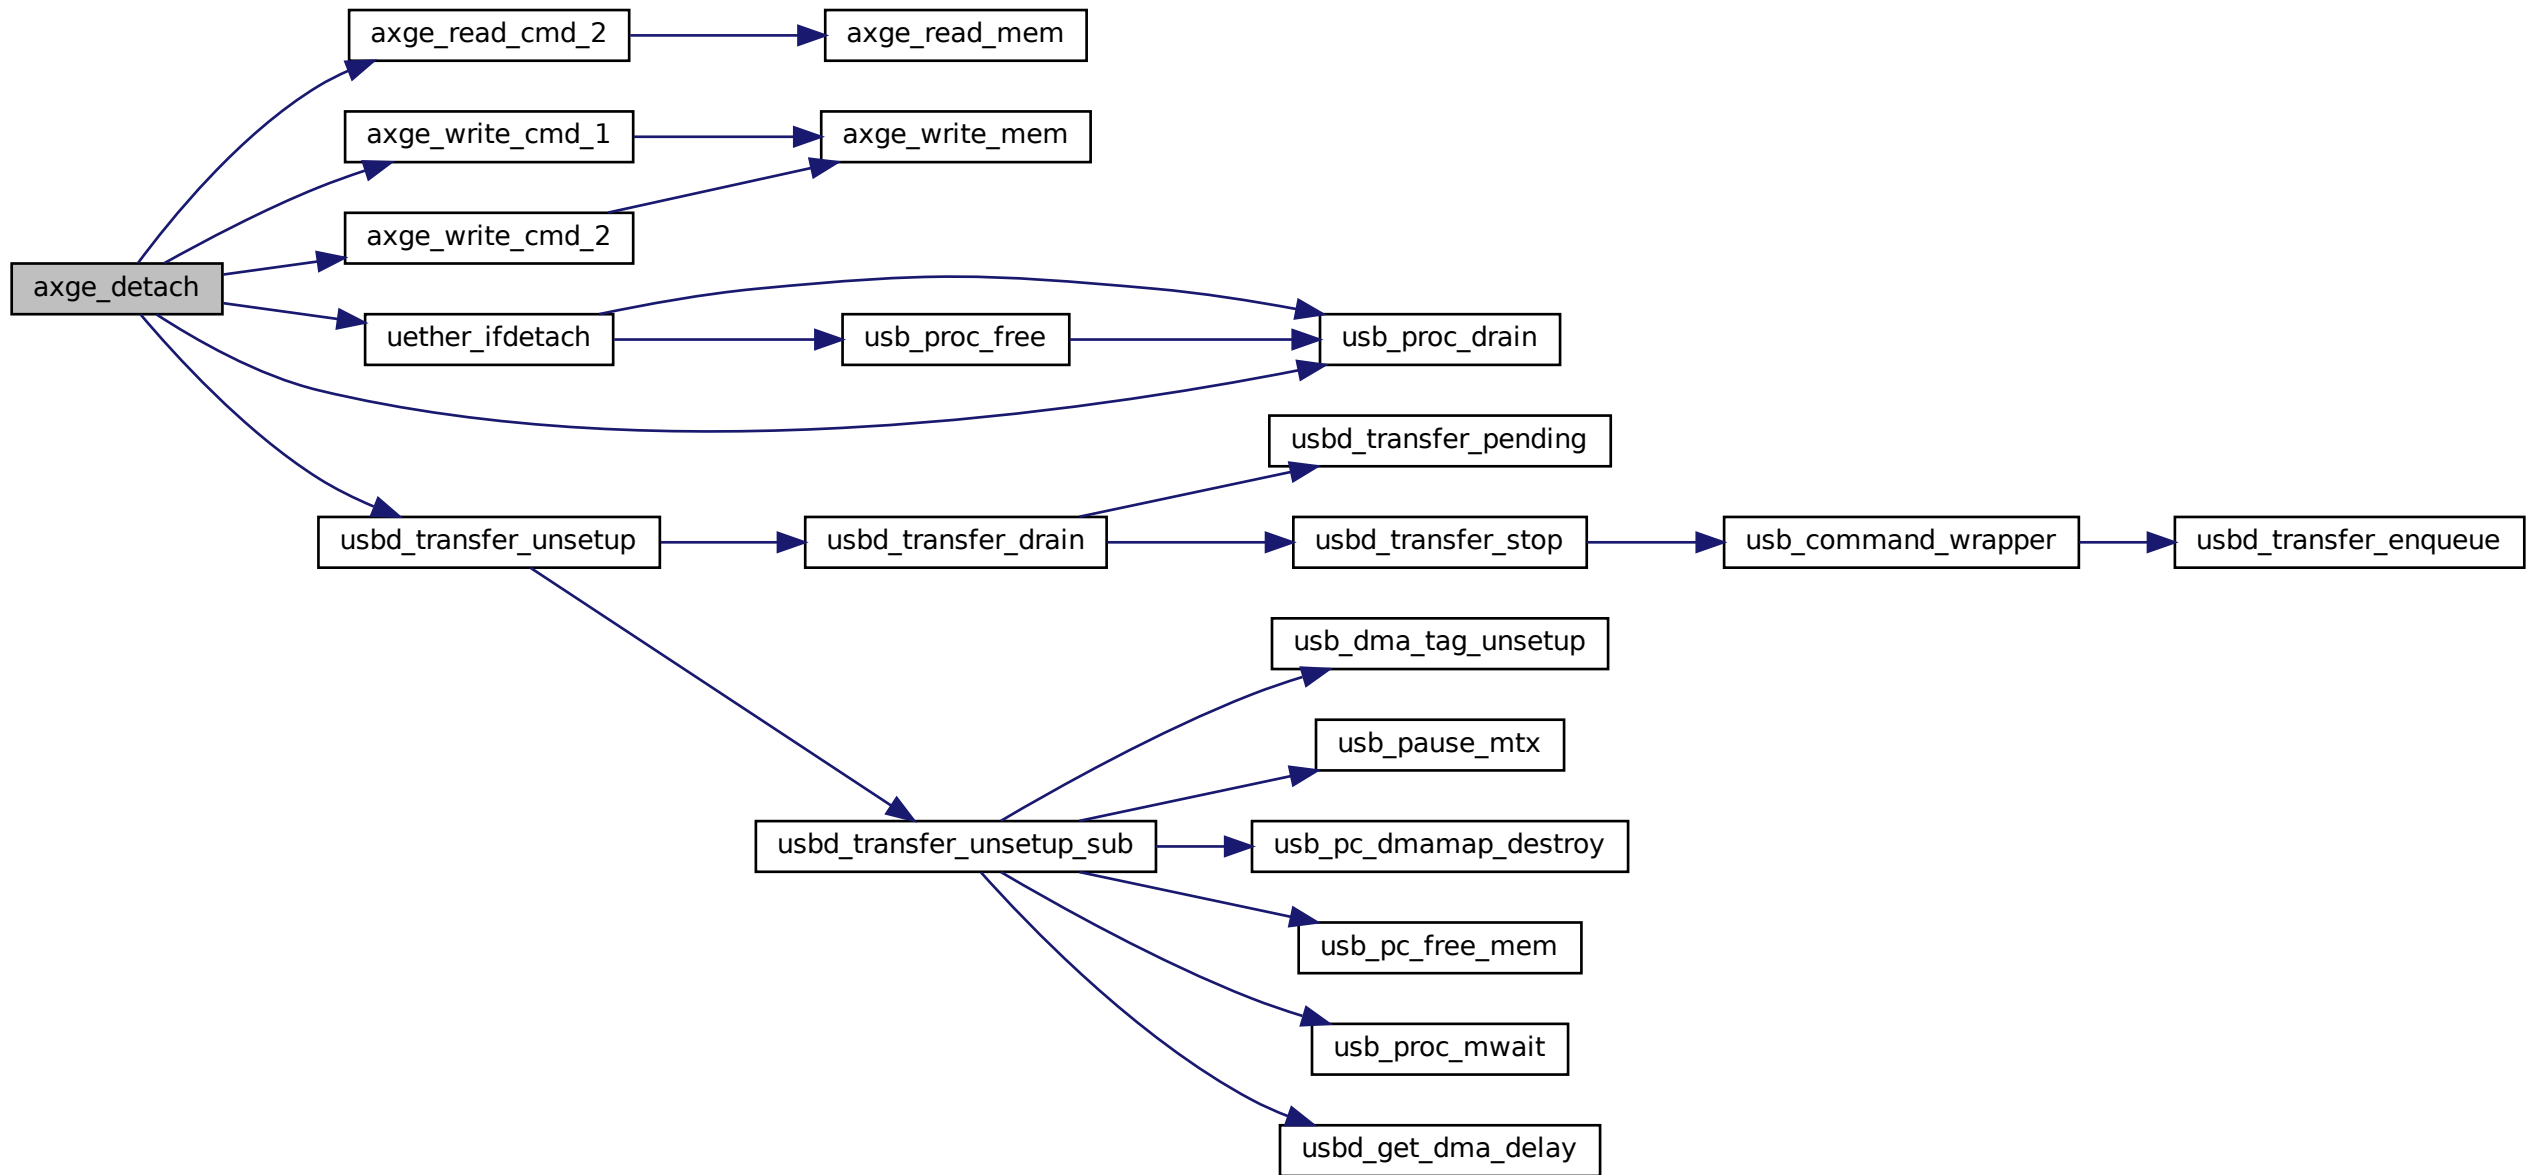 axge_read_cmd_2
axge_read_mem
axge_write_cmd_1
axge_write_mem
axge_write_cmd_2
axge_detach
uether_ifdetach
usb_proc_free
usb_proc_drain
usbd_transfer_pending
usbd_transfer_unsetup
usbd_transfer_drain
usbd_transfer_stop
usb_command_wrapper
usbd_transfer_enqueue
usb_dma_tag_unsetup
usb_pause_mtx
usbd_transfer_unsetup_sub
usb_pc_dmamap_destroy
usb_pc_free_mem
usb_proc_mwait
usbd_get_dma_delay